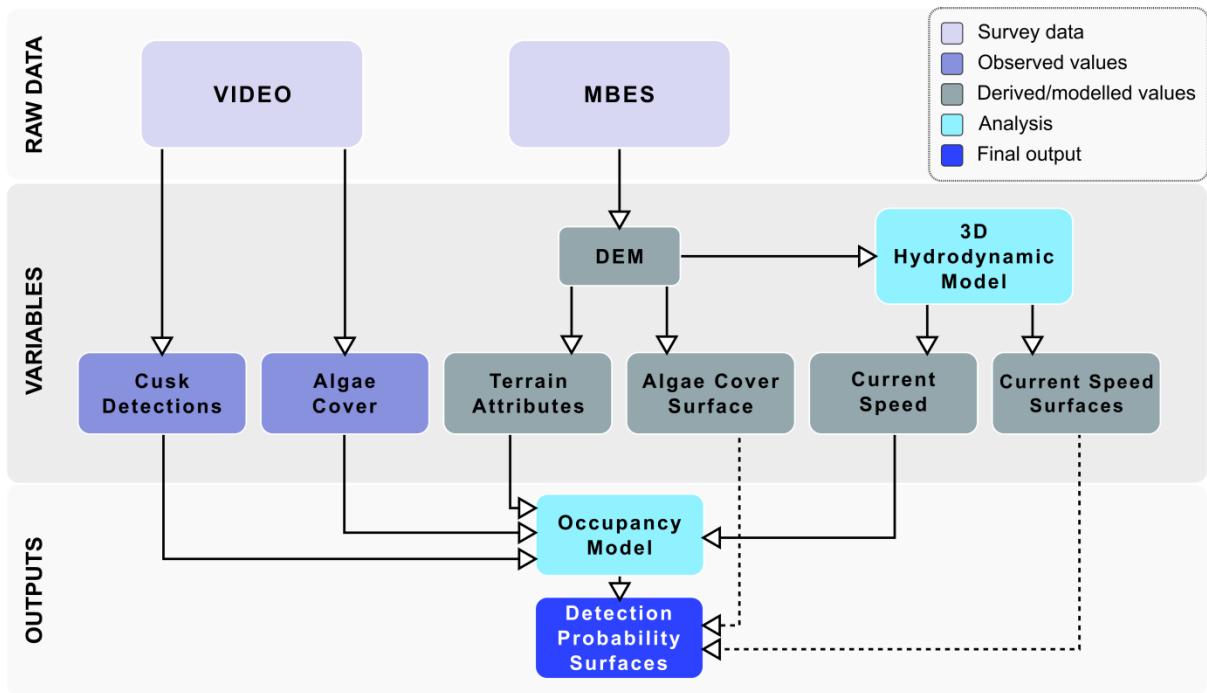 RAW DATA
VIDEO
MBES
Survey data
Observed values
Derived/modelled values
Analysis
Final output
VARIABLES
DEM
3D
Hydrodynamic
Model
Cusk
Detections
Algae
Cover
Terrain
Attributes
Algae Cover
Surface
Current
Speed
Current Speed
Surfaces
OUTPUTS
Occupancy
Model
Detection
Probability
Surfaces